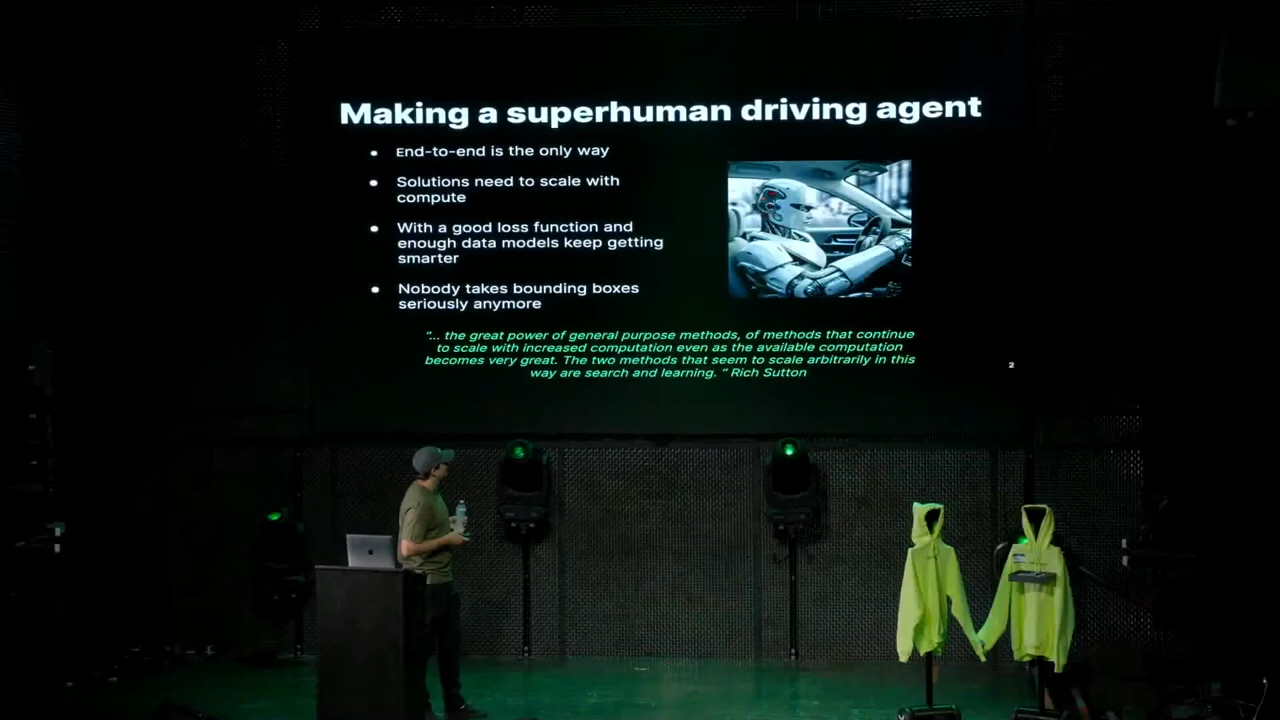 Making a superhuman driving agent
End-to-end is the only way
Solutions need to scale with
compute
With a good loss function and
enough data models keep getting
smarter
Nobody takes bounding boxes
seriously anymore
"... the great power of general purpose methods, of methods that continue
to scale with increased computation even as the available computation
becomes very great. The two methods that seem to scale arbitrarily in this
way are search and learning. " Rich Sutton
2